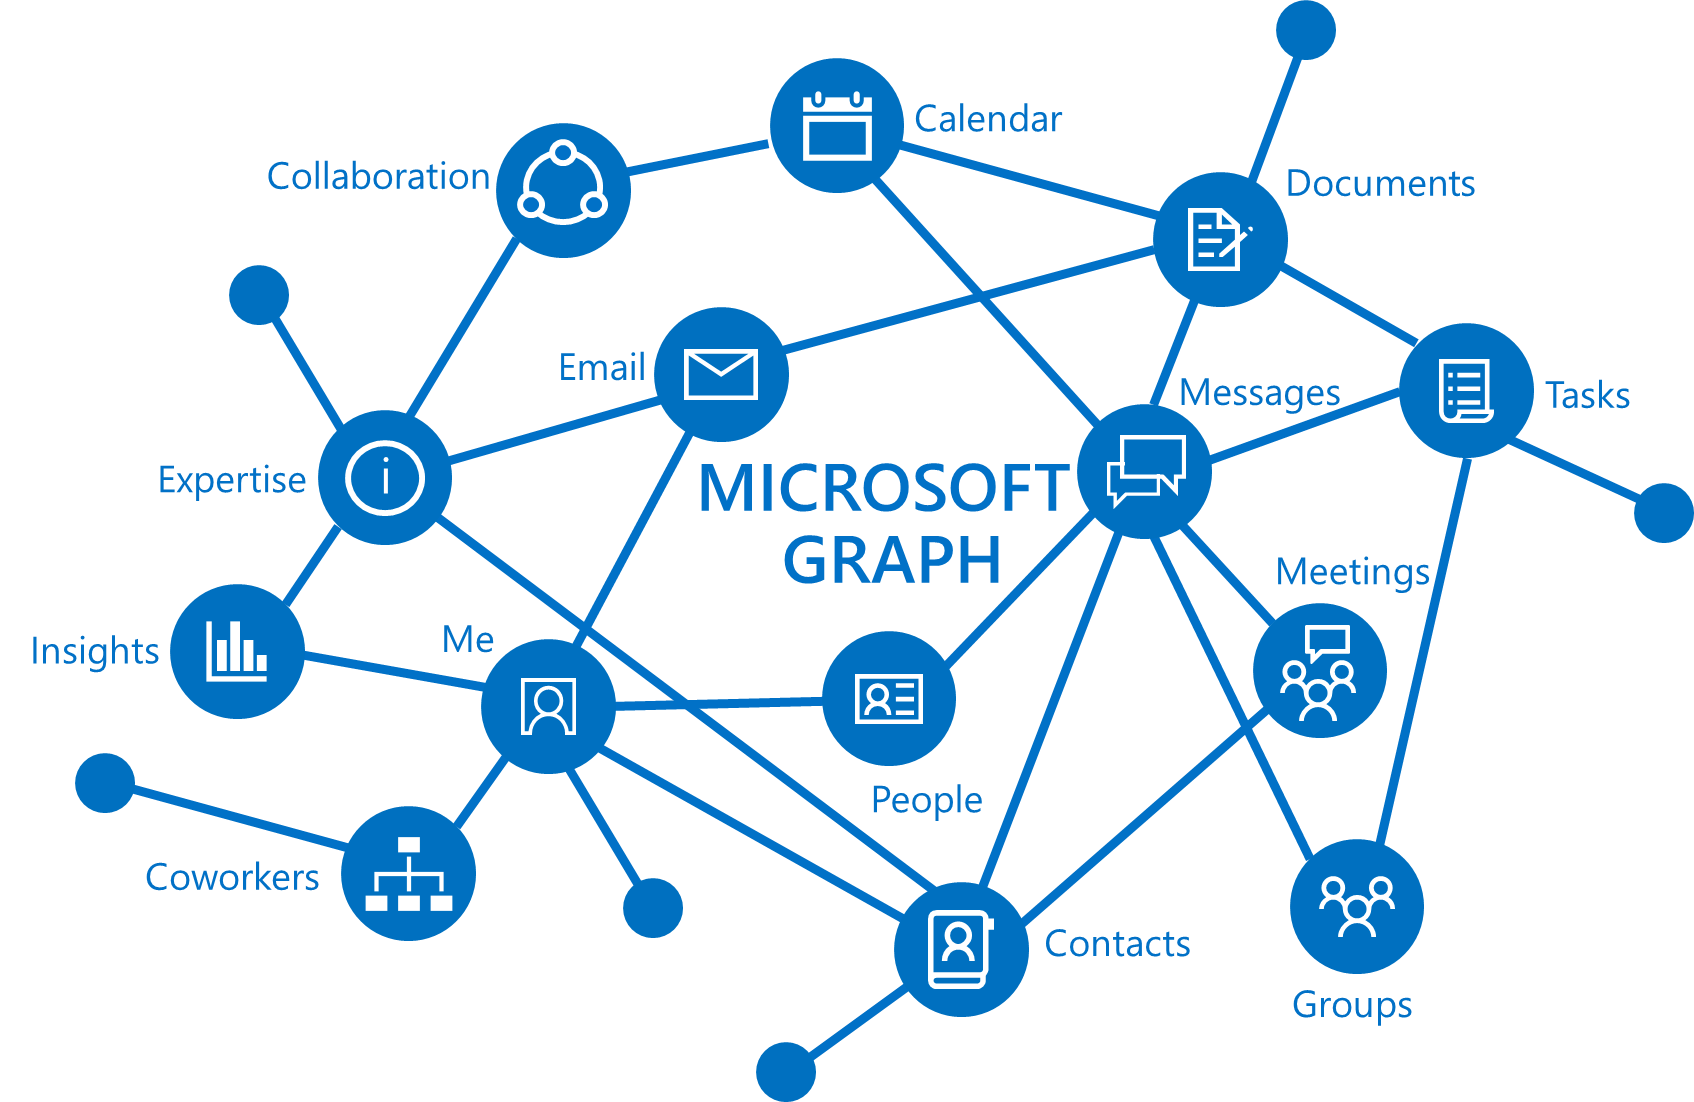 Calendar
Collaboration
Documents
Email
Messages
Tasks
Expertise
MICROSOFT
GRAPH
Meetings
Insights
Me
People
Coworkers
Contacts
Groups